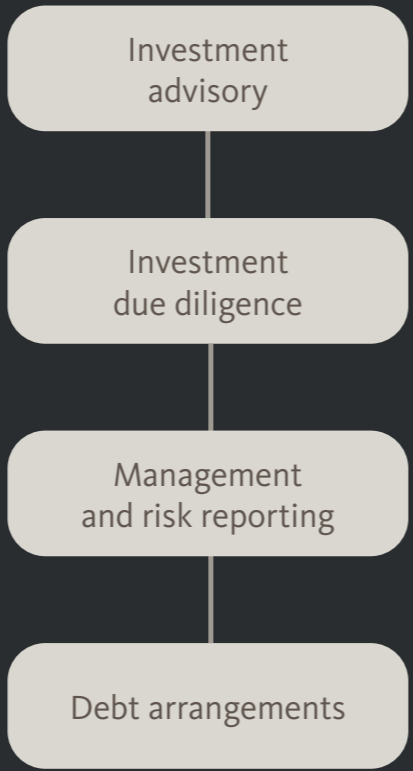 Investment
advisory
Investment
due diligence
Management
and risk reporting
Debt arrangements